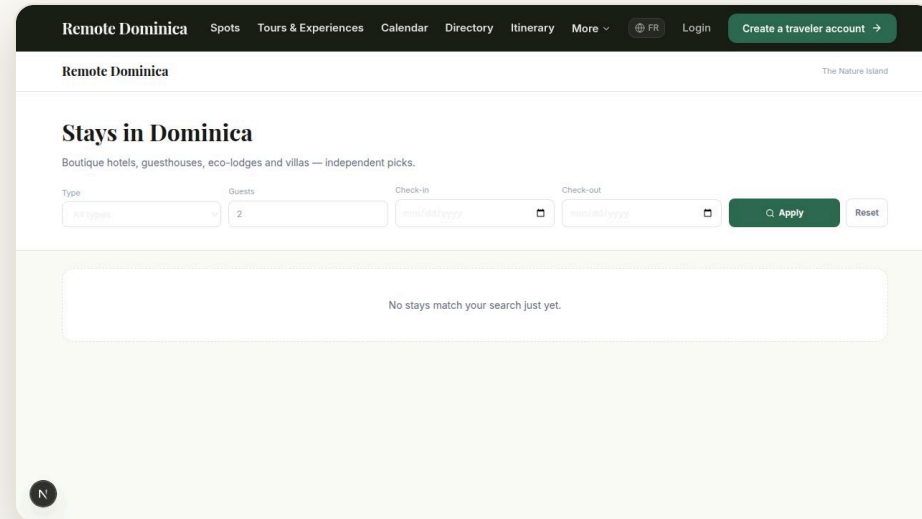 Remote Dominica
Spots
Tours & Experiences
Calendar
Directory
Itinerary
More
FR
Login
Create a traveler account →
Remote Dominica
The Nature Island
Stays in Dominica
Boutique hotels, guesthouses, eco-lodges and villas — independent picks.
Type
Guests
Check-in
Check-out
All types
2
mm/dd/yyyy
mm/dd/yyyy
Apply
Reset
No stays match your search just yet.
N